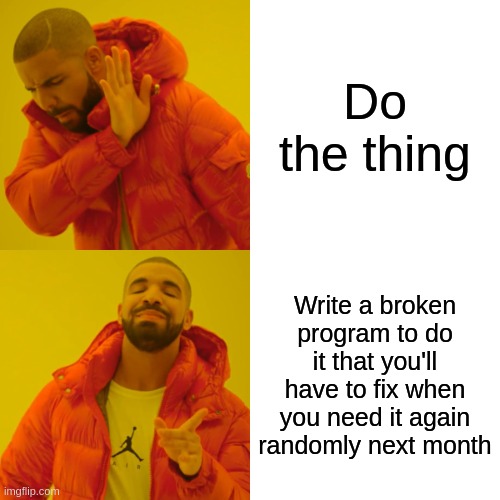 Do
the thing
Write a broken
program to do
it that you'll
have to fix when
you need it again
randomly next month
AIR
imgflip.com